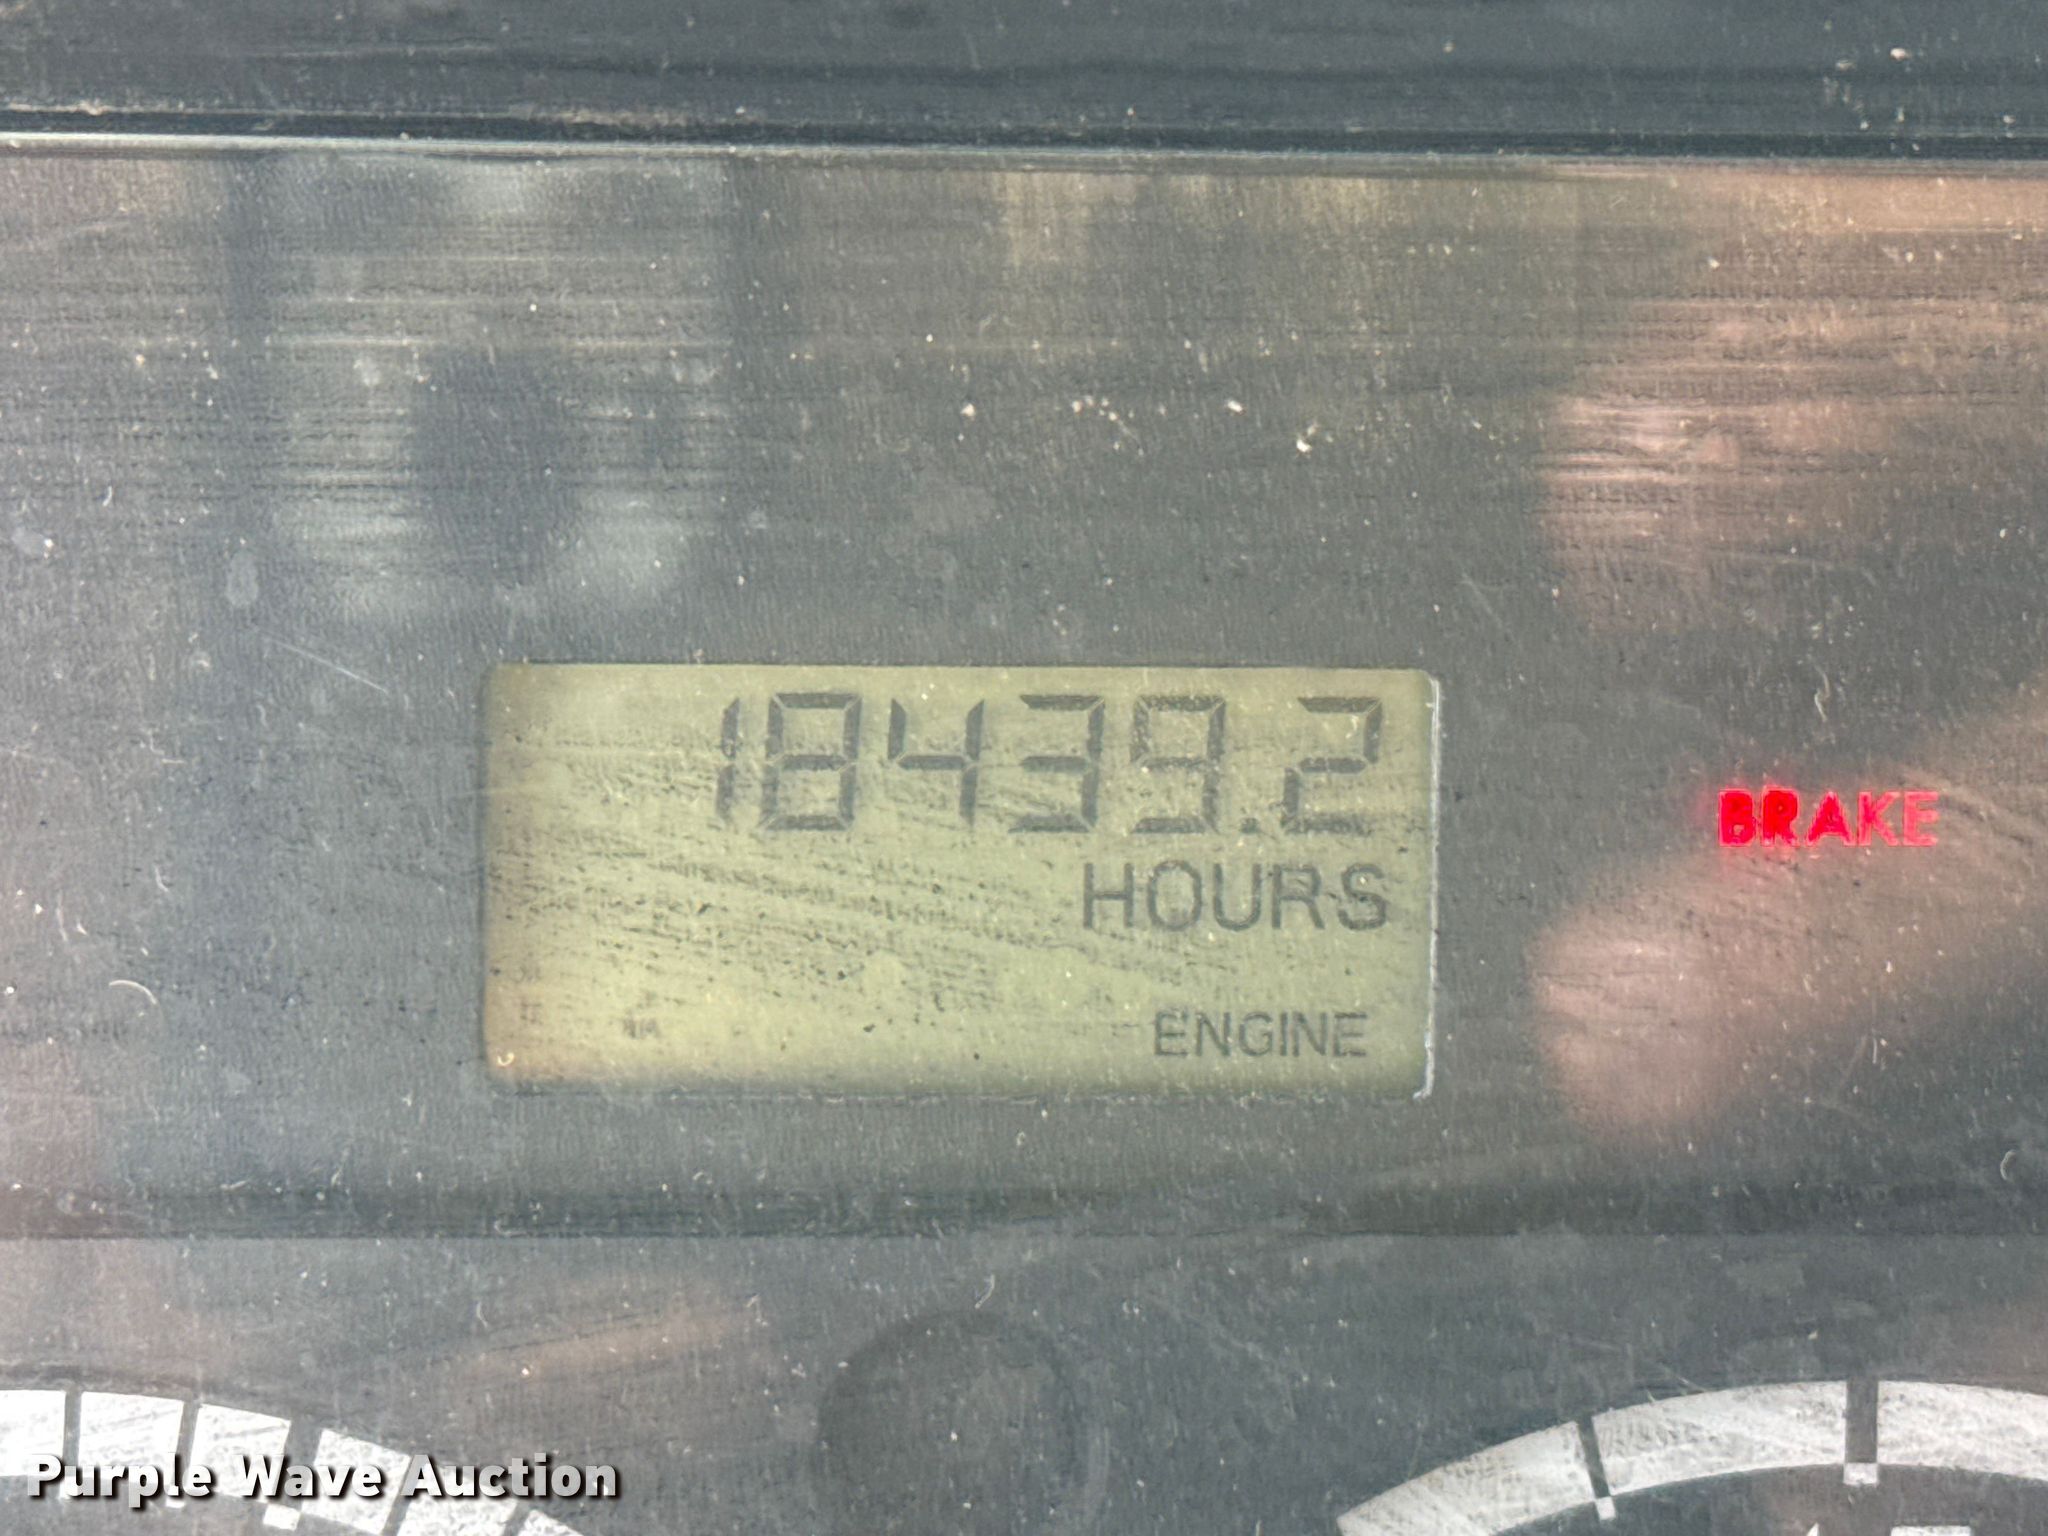 18439.2
HOURS
BRAKE
ENGINE
Purple Wave Auction